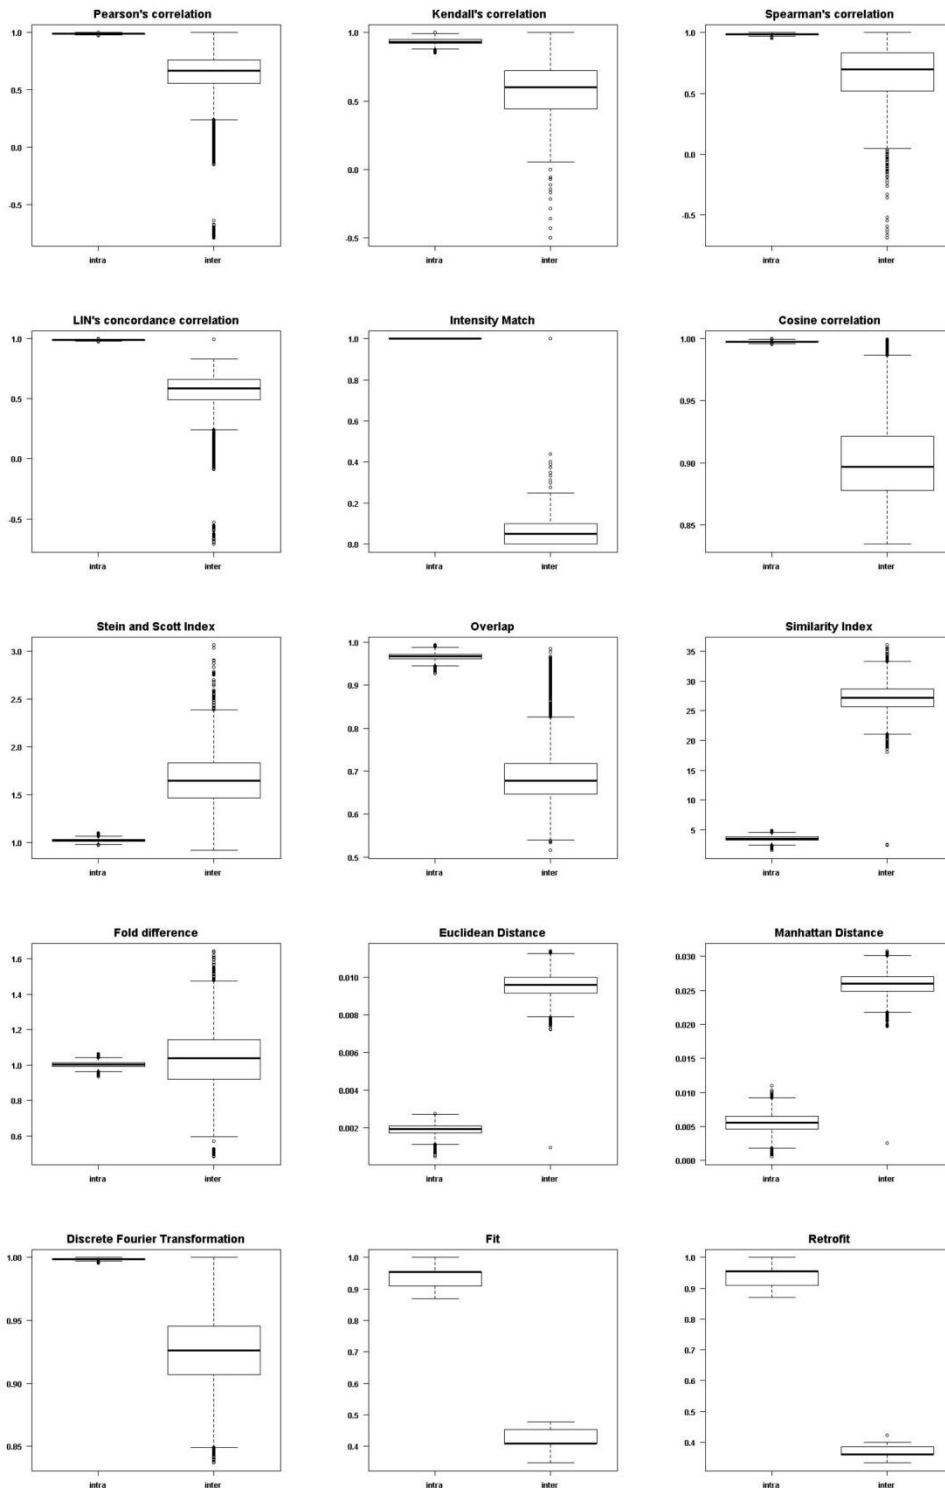 Pearson's correlation
1.0
0.5
0.0
-0.5
intra inter
Kendall's correlation
1.0
0.5
0.0
-0.5
intra inter
Spearman's correlation
1.0
0.5
0.0
-0.5
intra inter
LIN's concordance correlation
1.0
0.5
0.0
-0.5
intra inter
Intensity Match
1.0
0.8
0.6
0.4
0.2
0.0
intra inter
Cosine correlation
1.00
0.95
0.90
0.85
intra inter
Stein and Scott Index
3.0
2.5
2.0
1.5
1.0
intra inter
Overlap
1.0
0.9
0.8
0.7
0.6
0.5
intra inter
Similarity Index
35
30
25
20
15
10
5
intra inter
Fold difference
1.6
1.4
1.2
1.0
0.8
0.6
intra inter
Euclidean Distance
0.010
0.008
0.006
0.004
0.002
intra inter
Manhattan Distance
0.030
0.025
0.020
0.015
0.010
0.005
0.000
intra inter
Discrete Fourier Transformation
1.00
0.95
0.90
0.85
intra inter
Fit
1.0
0.9
0.8
0.7
0.6
0.5
0.4
intra inter
Retrofit
1.0
0.9
0.8
0.7
0.6
0.5
0.4
intra inter